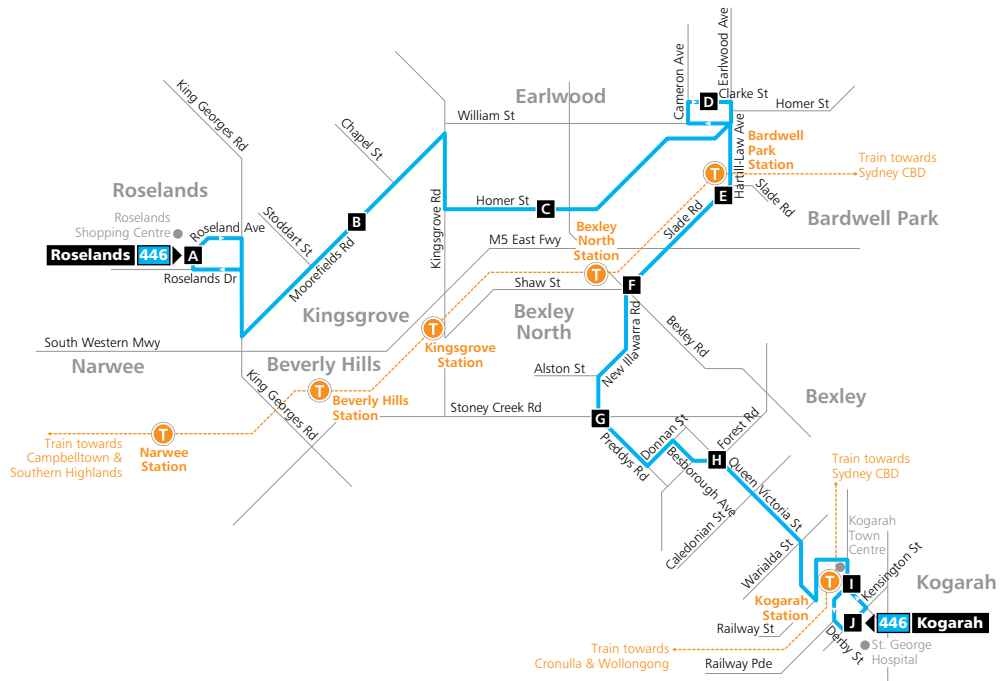 Earlwood Ave
Cameron Ave
D
Clarke St
Homer St
Earlwood
William St
King Georges Rd
Chapel St
Hartill-Law Ave
Bardwell
Park
Station
T
Train towards
Sydney CBD
Roselands
Kingsgrove Rd
E
Slade Rd
Roselands
Shopping Centre
Roseland Ave
Stoddart St
B
Homer St
C
Slade Rd
Bardwell Park
Bexley
North
Station
M5 East Fwy
Roselands 446 A
Moorefields Rd
T
Roselands Dr
Shaw St
F
Kingsgrove
Bexley
North
New Illawarra Rd
Bexley Rd
T
South Western Mwy
Kingsgrove
Station
Narwee
Beverly Hills
Alston St
King Georges Rd
T
Beverly Hills
Station
Bexley
Stoney Creek Rd
G
Donnan St
Forest Rd
T
Train towards
Campbelltown &
Southern Highlands
Narwee
Station
Preddys Rd
Besborough Ave
H
Queen Victoria St
Train towards
Sydney CBD
Caledonian St
Warialda St
Kogarah
Town
Centre
Kensington St
T
I
Kogarah
Kogarah
Station
Railway St
J
446 Kogarah
Derby St
St. George
Hospital
Train towards
Cronulla & Wollongong
Railway Pde